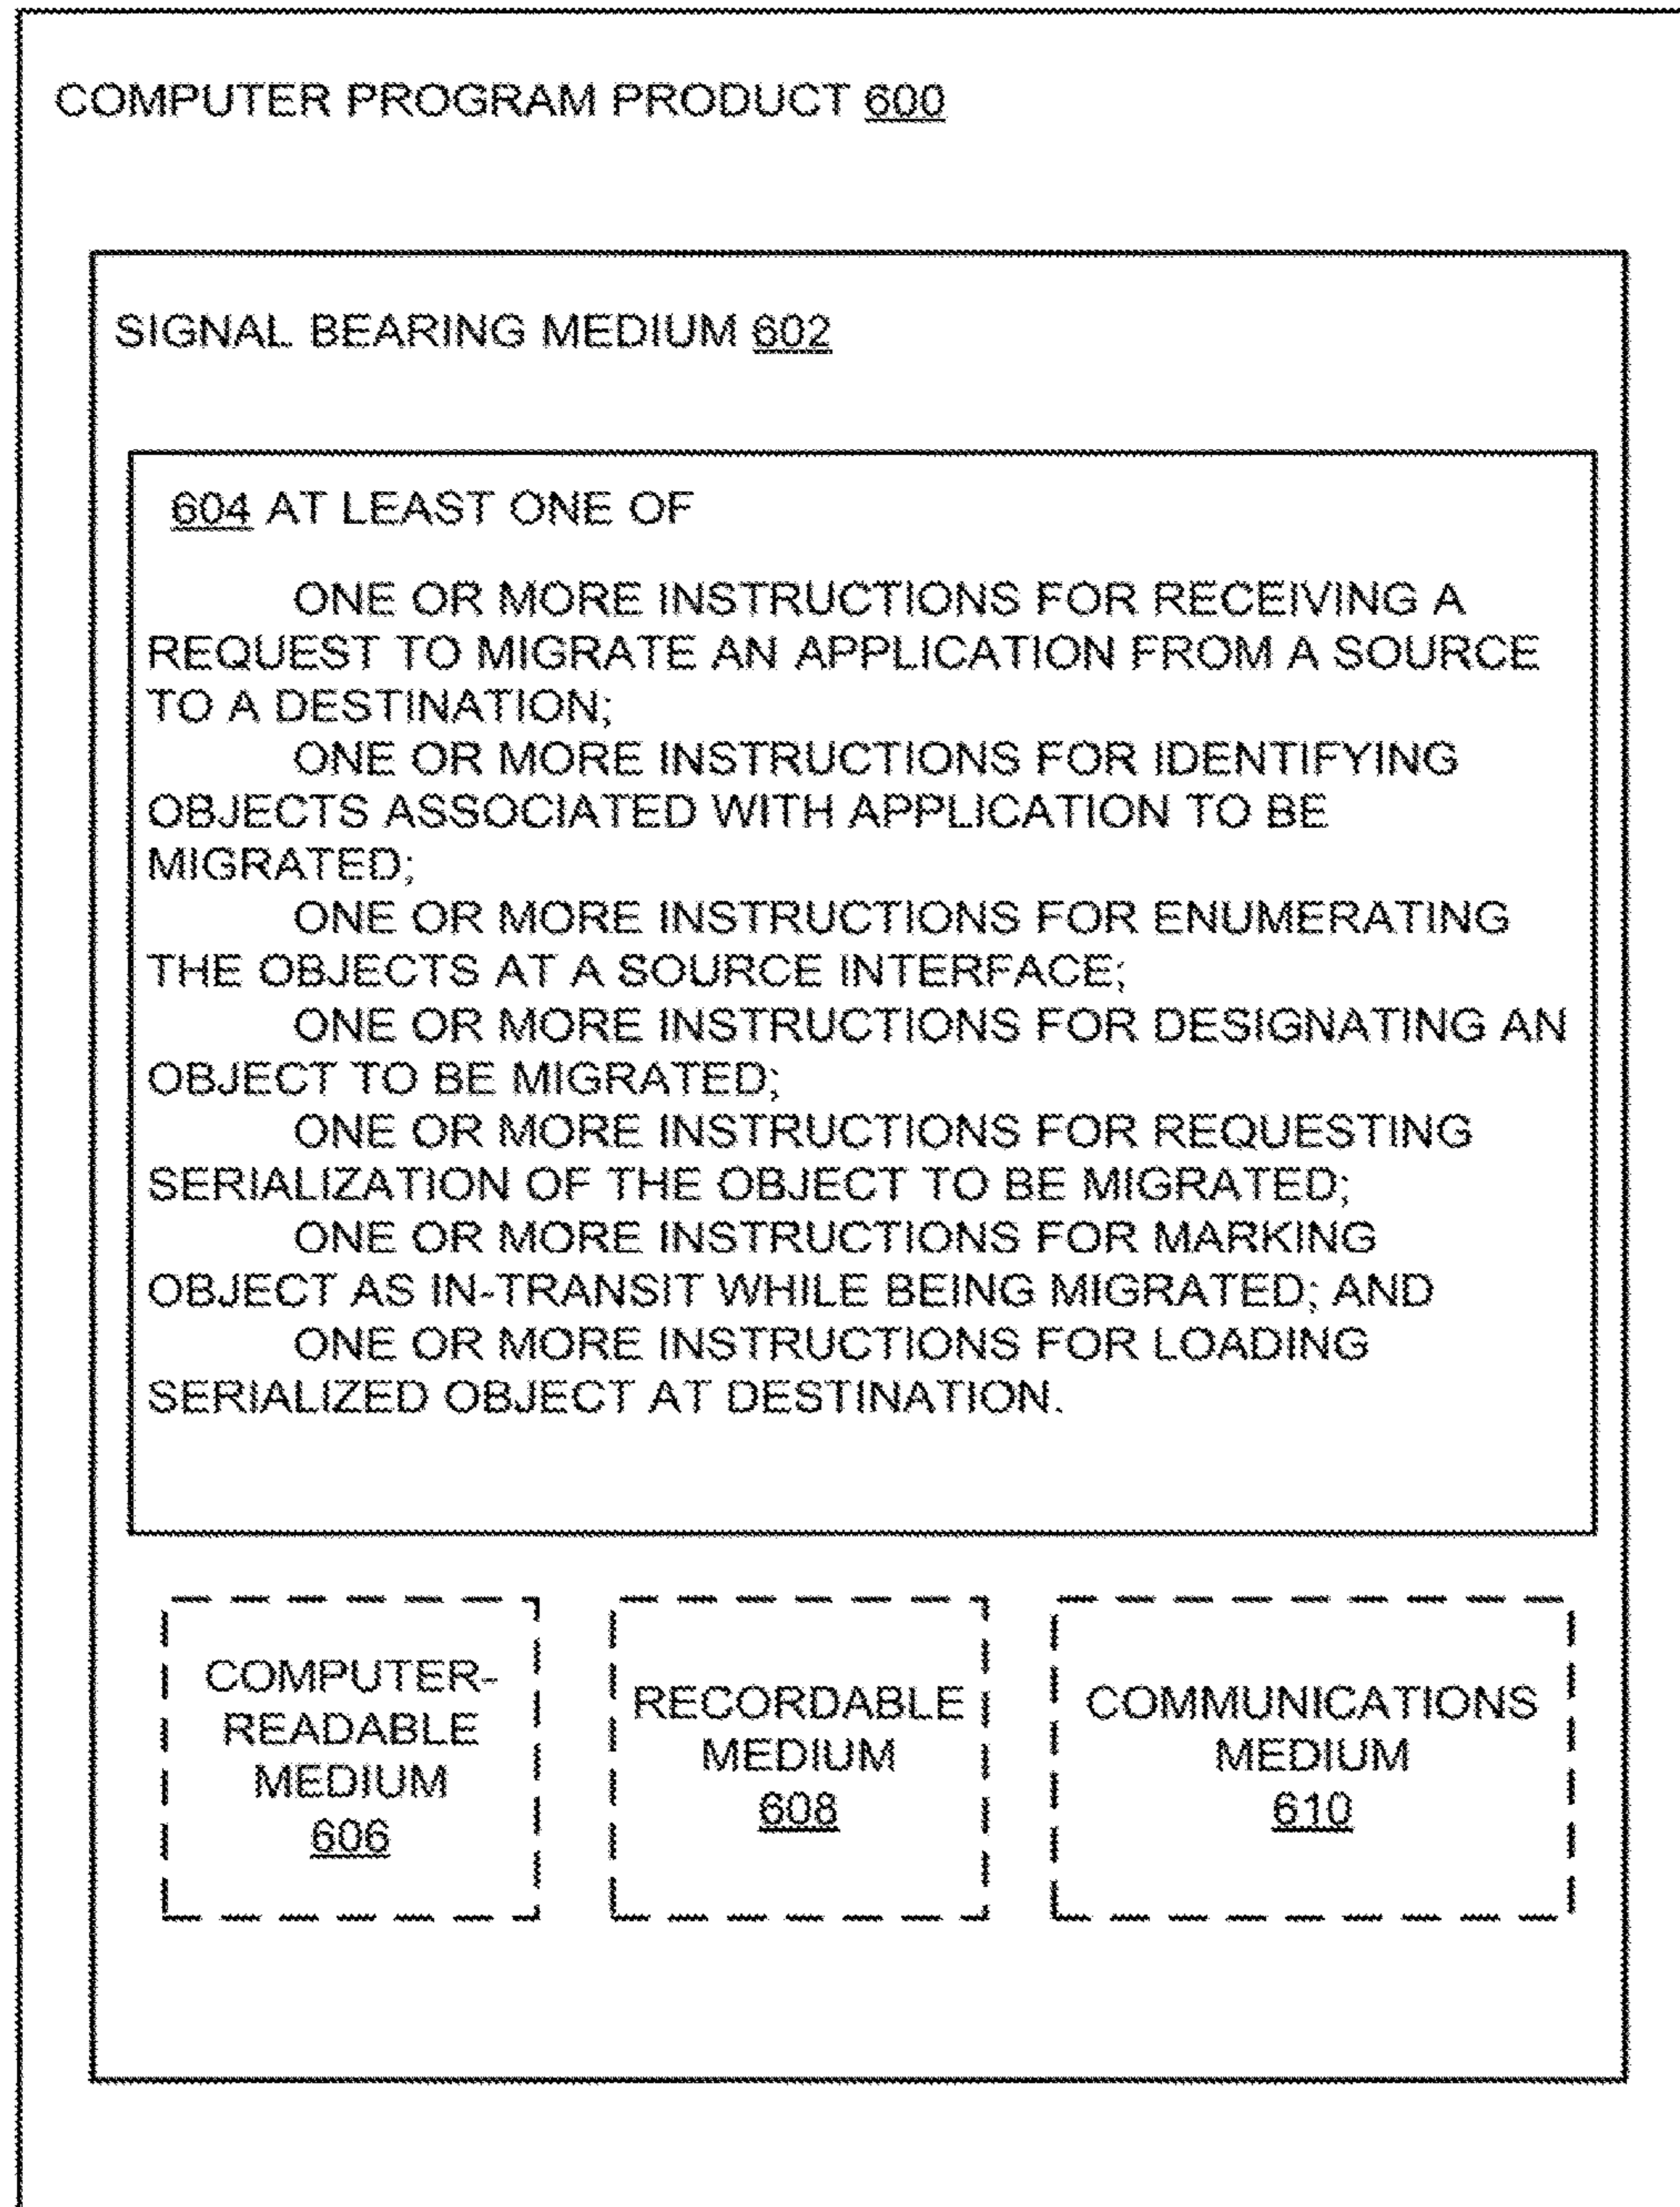 COMPUTER PROGRAM PRODUCT 600
SIGNAL BEARING MEDIUM 602
604 AT LEAST ONE OF
ONE OR MORE INSTRUCTIONS FOR RECEIVING A
REQUEST TO MIGRATE AN APPLICATION FROM A SOURCE
TO A DESTINATION;
ONE OR MORE INSTRUCTIONS FOR IDENTIFYING
OBJECTS ASSOCIATED WITH APPLICATION TO BE
MIGRATED;
ONE OR MORE INSTRUCTIONS FOR ENUMERATING
THE OBJECTS AT A SOURCE INTERFACE;
ONE OR MORE INSTRUCTIONS FOR DESIGNATING AN
OBJECT TO BE MIGRATED;
ONE OR MORE INSTRUCTIONS FOR REQUESTING
SERIALIZATION OF THE OBJECT TO BE MIGRATED;
ONE OR MORE INSTRUCTIONS FOR MARKING
OBJECT AS IN-TRANSIT WHILE BEING MIGRATED; AND
ONE OR MORE INSTRUCTIONS FOR LOADING
SERIALIZED OBJECT AT DESTINATION.
COMPUTER-
READABLE
MEDIUM
606
RECORDABLE
MEDIUM
608
COMMUNICATIONS
MEDIUM
610